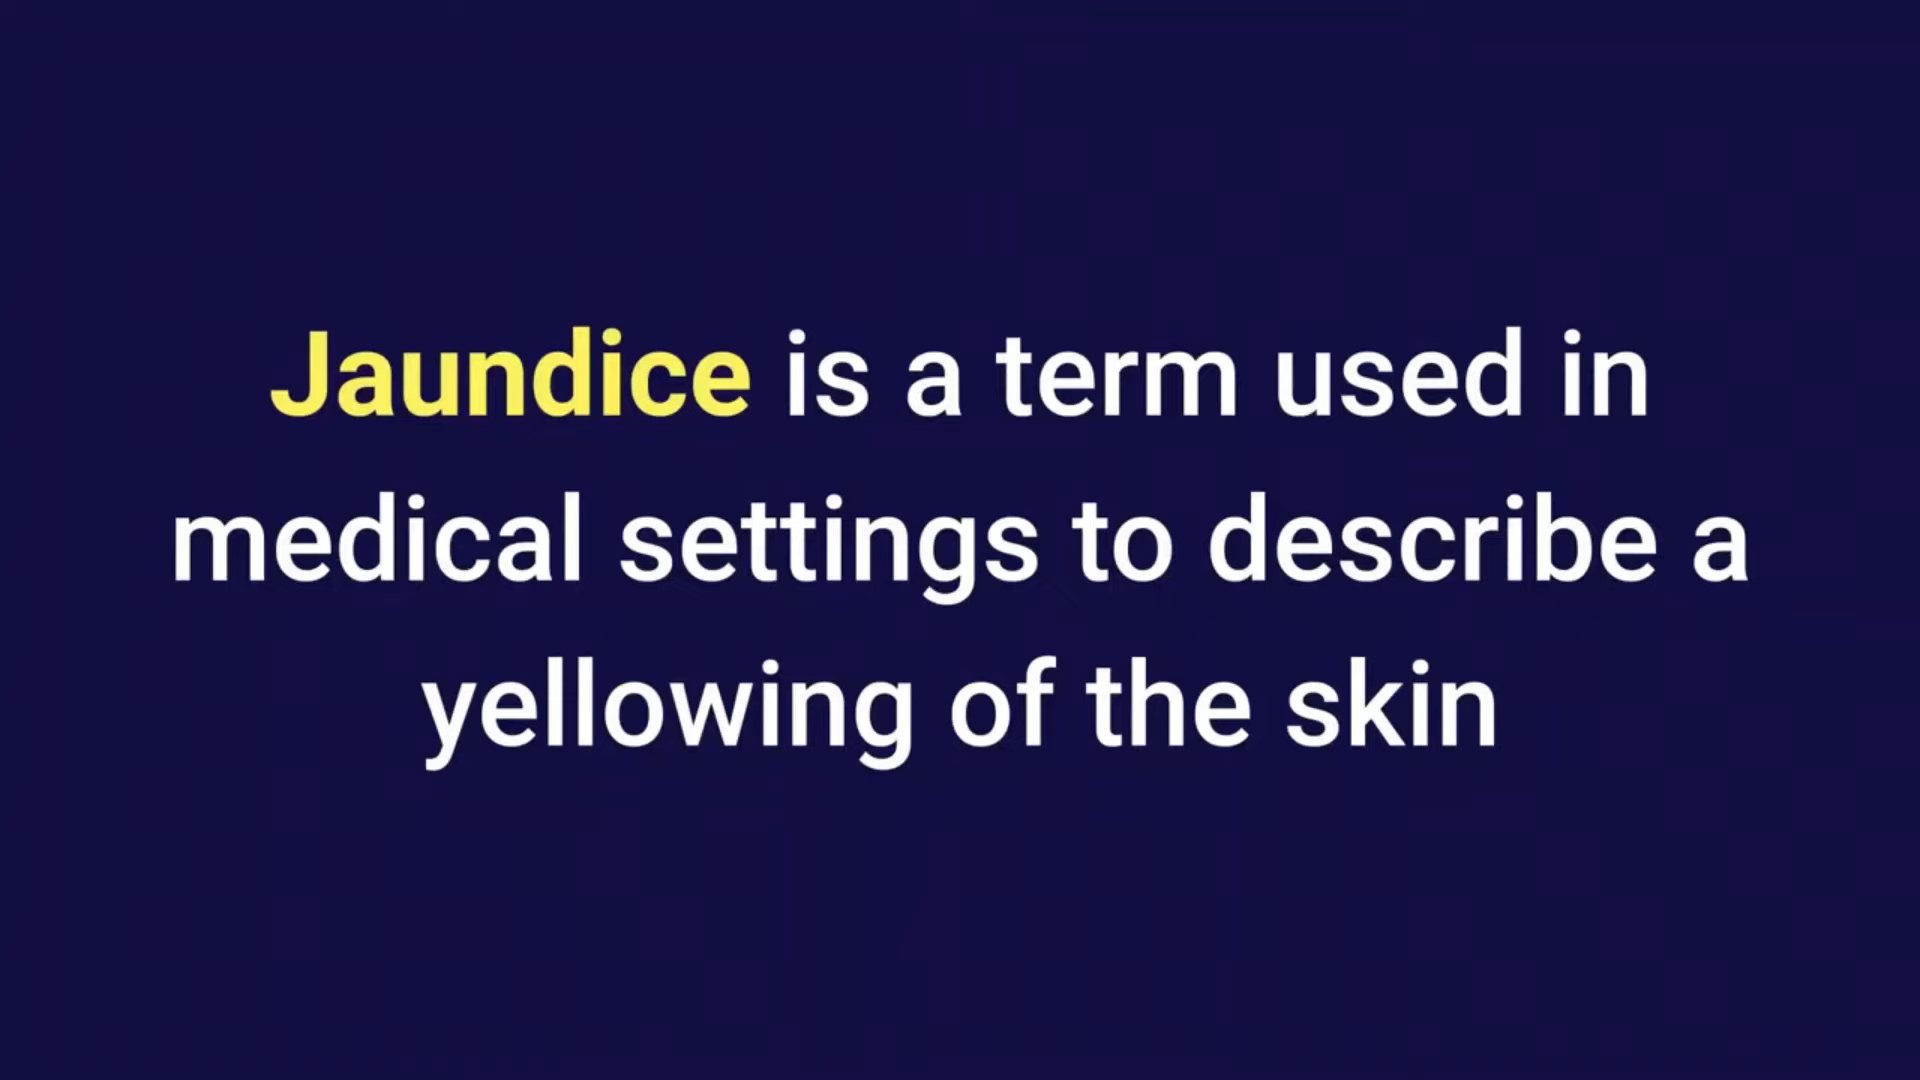 Jaundice is a term used in
medical settings to describe a
yellowing of the skin